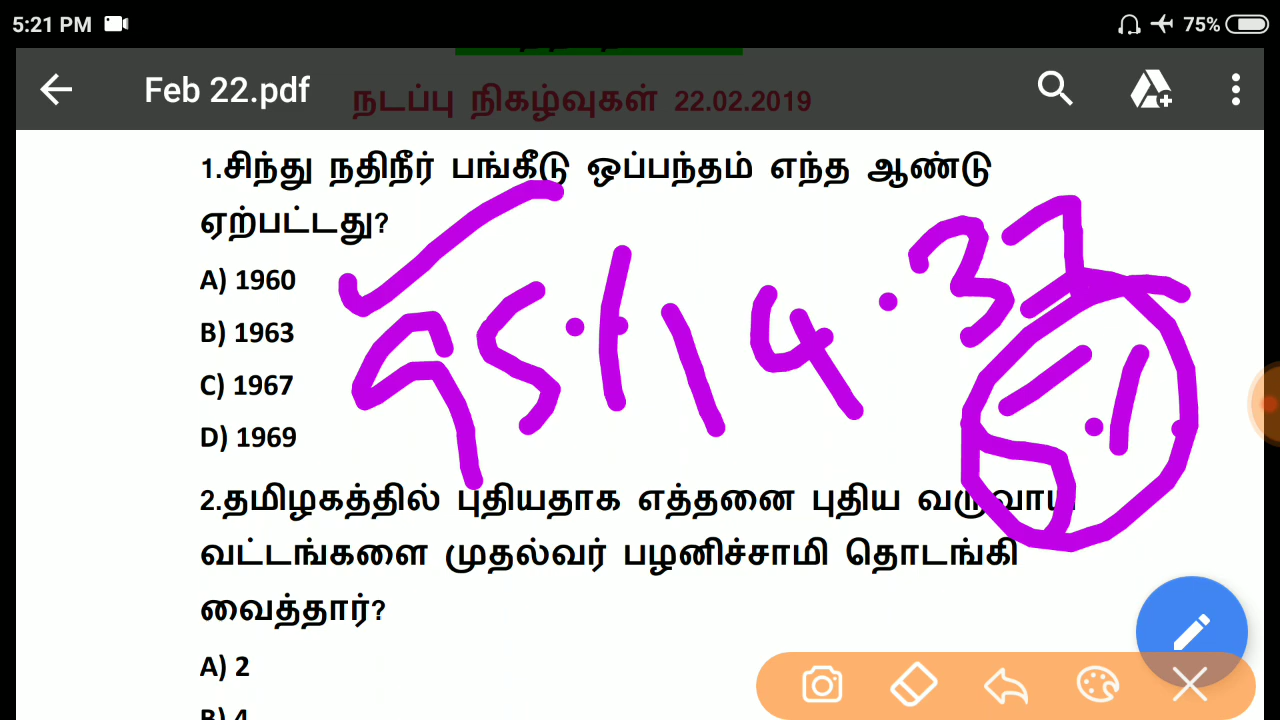 5:21 PM 75%
Feb 22.pdf
நடப்பு நிகழ்வுகள் 22.02.2019
1.சிந்து நதிநீர் பங்கீடு ஒப்பந்தம் எந்த ஆண்டு
ஏற்பட்டது?
A) 1960
B) 1963
C) 1967
D) 1969
2.தமிழகத்தில் புதியதாக எத்தனை புதிய வருவாய்
வட்டங்களை முதல்வர் பழனிச்சாமி தொடங்கி
வைத்தார்?
A) 2
B) 4